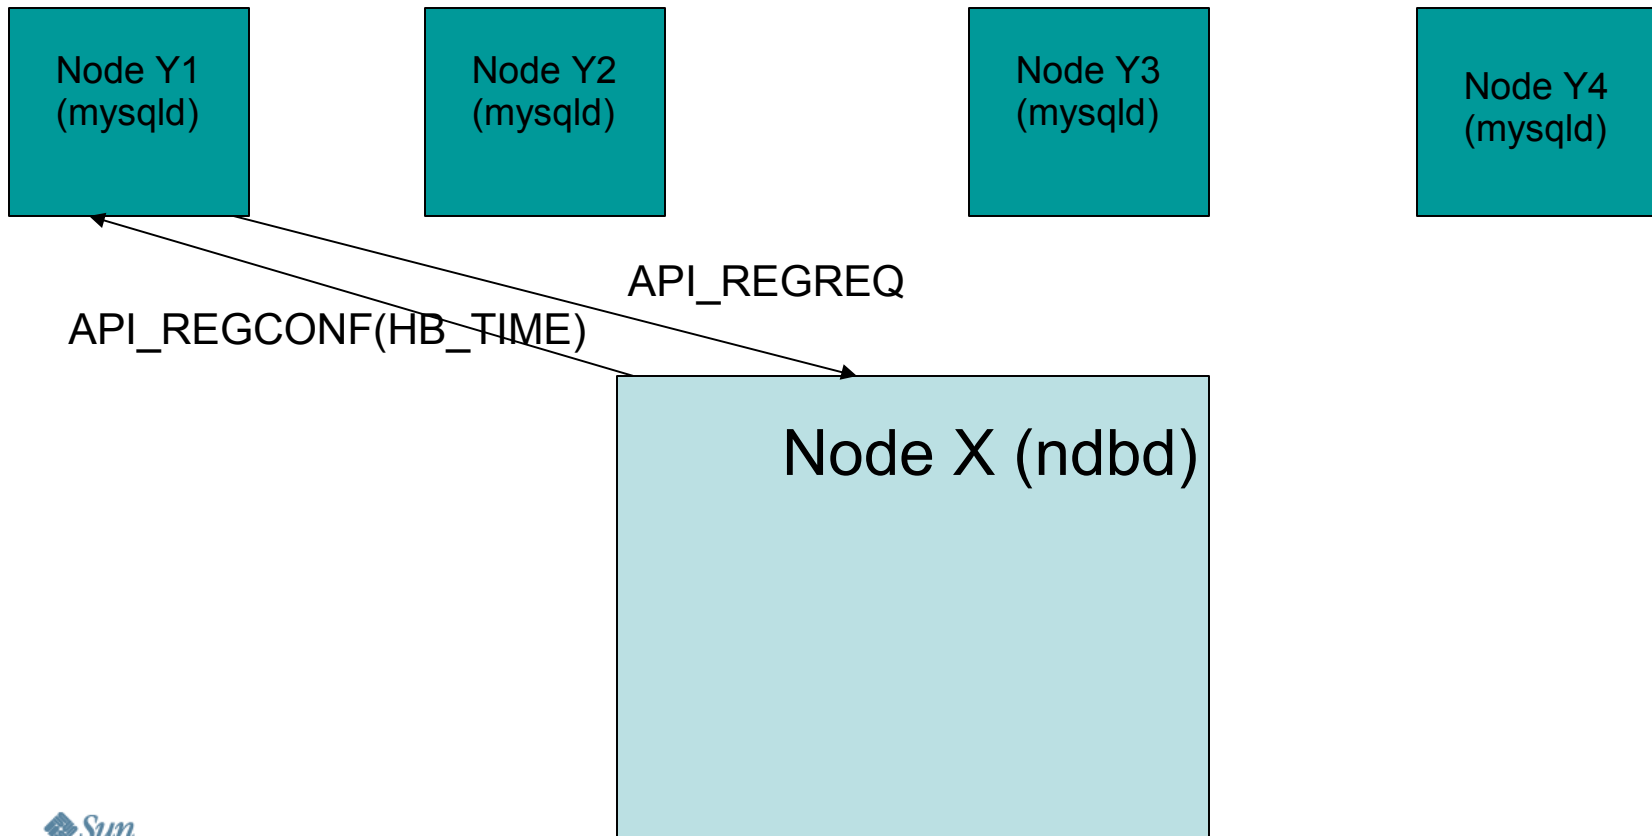 Node Y1
(mysqld)
Node Y2
(mysqld)
Node Y3
(mysqld)
Node Y4
(mysqld)
API_REGREQ
API_REGCONF(HB_TIME)
Node X (ndbd)
Sun